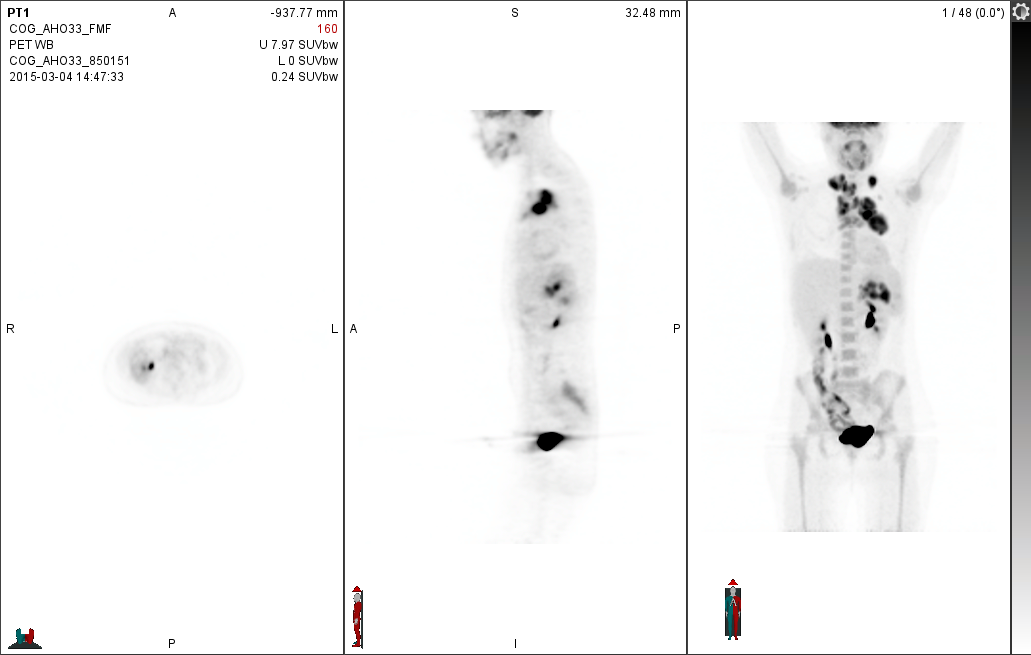 PT1
A
-937.77 mm
COG_AHO33_FMF
160
PET WB
U 7.97 SUVbw
COG_AHO33_850151
L 0 SUVbw
2015-03-04 14:47:33
0.24 SUVbw
R
L
P
S
32.48 mm
A
P
I
1 / 48 (0.0°)
A